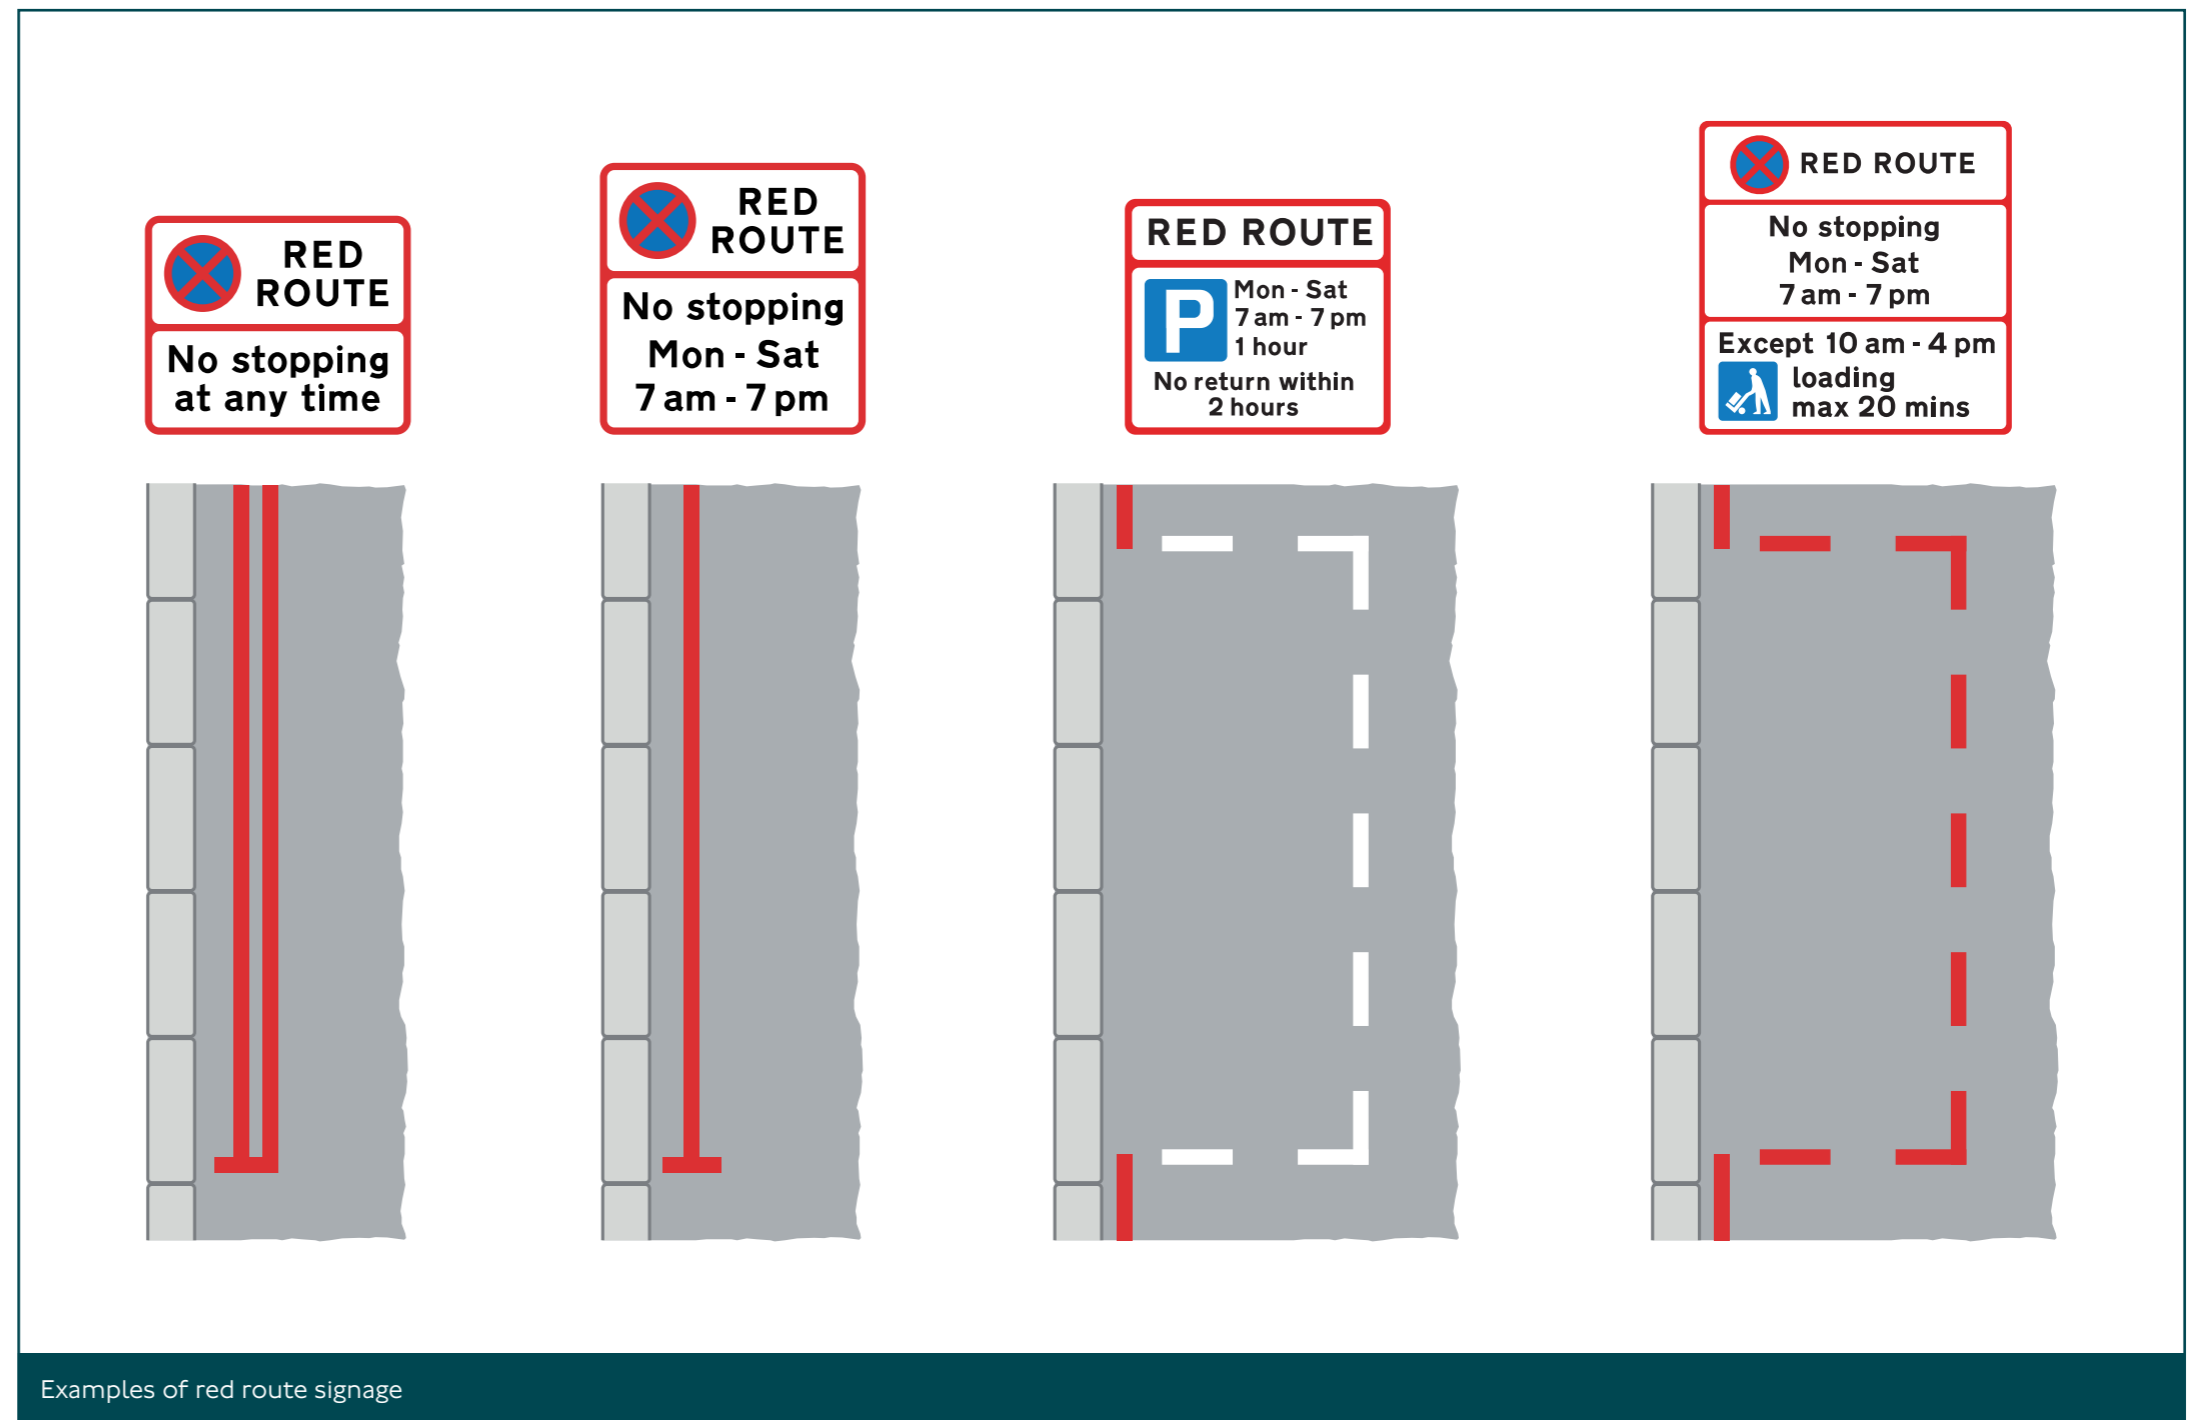 RED
ROUTE
No stopping
at any time
RED
ROUTE
No stopping
Mon - Sat
7 am - 7 pm
RED ROUTE
P
Mon - Sat
7 am - 7 pm
1 hour
No return within
2 hours
RED ROUTE
No stopping
Mon - Sat
7 am - 7 pm
Except 10 am - 4 pm
loading
max 20 mins
Examples of red route signage